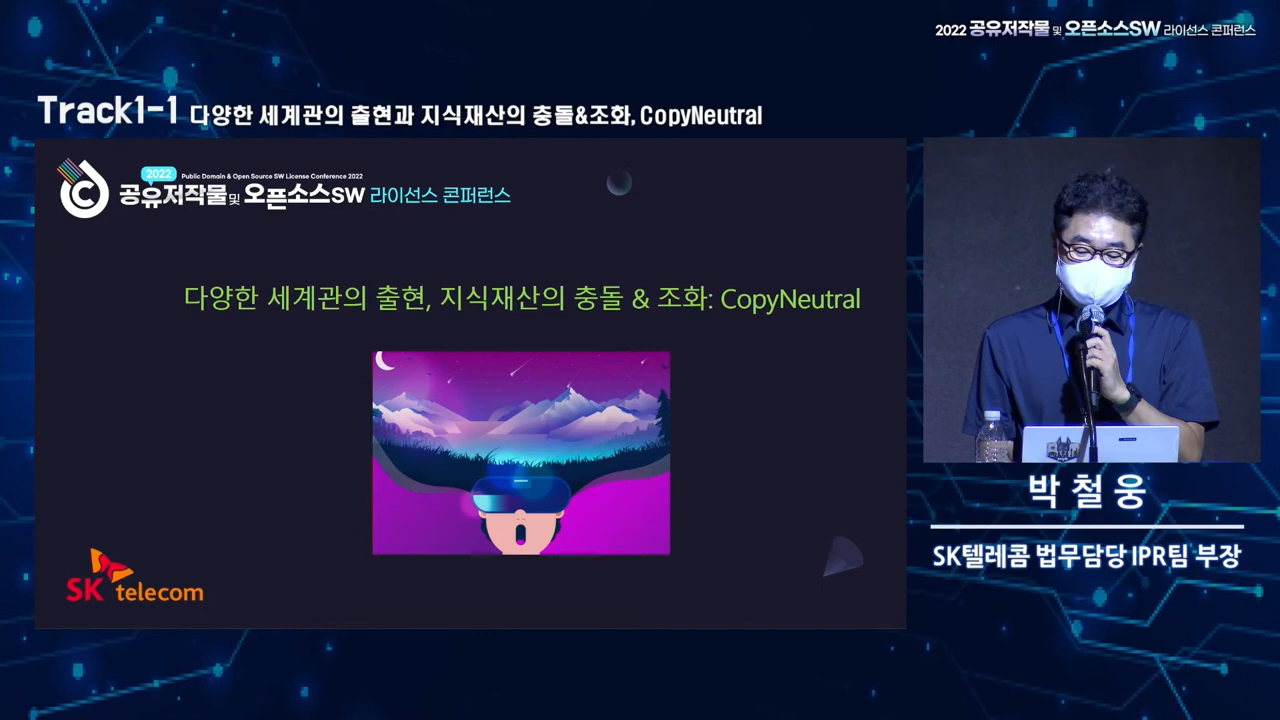 2022 공유저작물 및 오픈소스SW 라이선스 콘퍼런스
Track1-1 다양한 세계관의 출현과 지식재산의 충돌&조화, CopyNeutral
2022 Public Domain & Open Source SW License Conference 2022
공유저작물 및 오픈소스SW 라이선스 콘퍼런스
다양한 세계관의 출현, 지식재산의 충돌 & 조화: CopyNeutral
SK telecom
박철웅
SK텔레콤 법무담당 IPR팀 부장